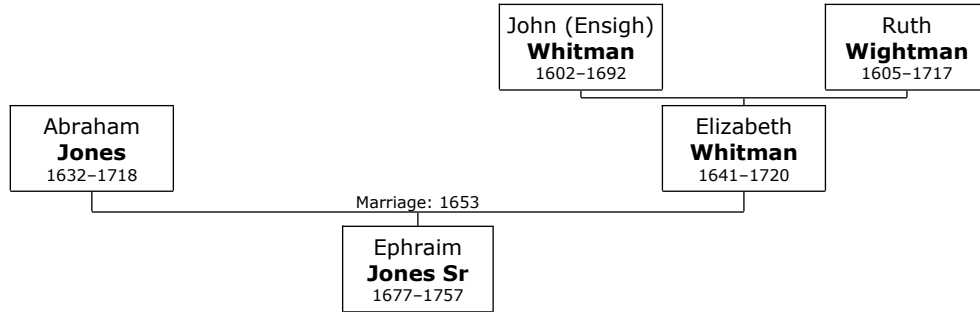 John (Ensigh)
Whitman
1602–1692
Ruth
Wightman
1605–1717
Abraham
Jones
1632–1718
Elizabeth
Whitman
1641–1720
Marriage: 1653
Ephraim
Jones Sr
1677–1757